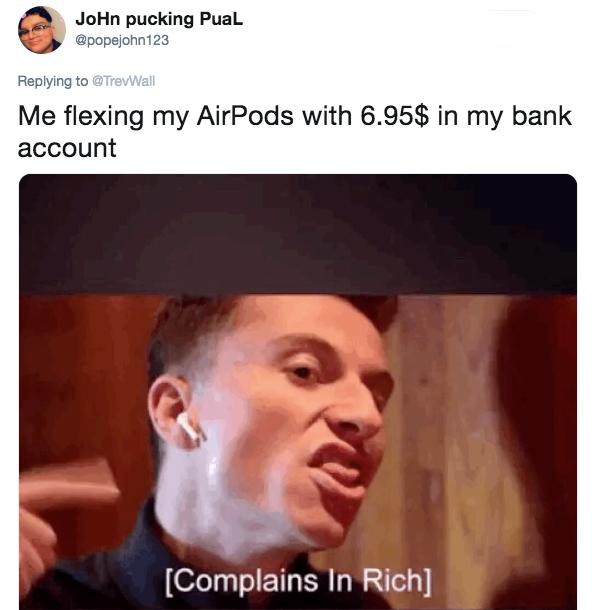 JoHn pucking PuaL
@popejohn123
Replying to @TrevWall
Me flexing my AirPods with 6.95$ in my bank
account
[Complains In Rich]